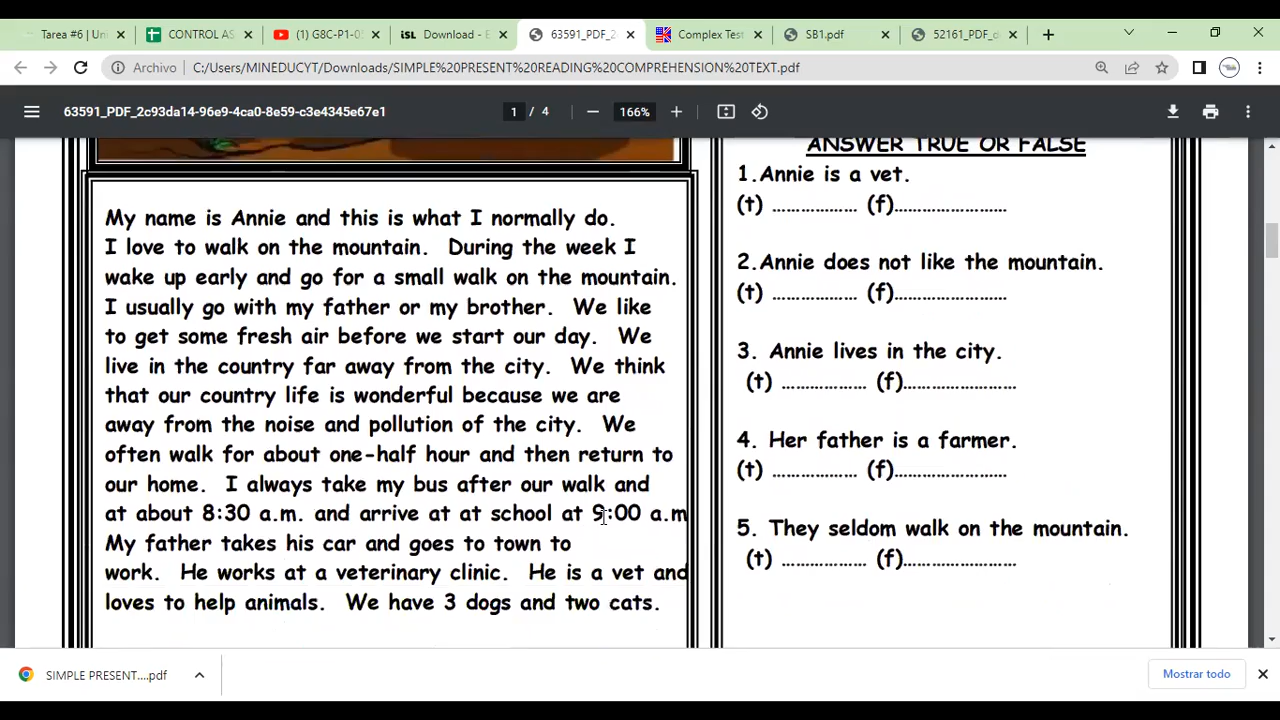 Tarea #6 | Un
CONTROL AS
(1) G8C-P1-0
iSL Download - E
63591_PDF_2
Complex Test
SB1.pdf
52161_PDF_d
Archivo C:/Users/MINEDUCYT/Downloads/SIMPLE%20PRESENT%20READING%20COMPREHENSION%20TEXT.pdf
63591_PDF_2c93da14-96e9-4ca0-8e59-c3e4345e67e1
1 / 4
166%
My name is Annie and this is what I normally do.
I love to walk on the mountain. During the week I
wake up early and go for a small walk on the mountain.
I usually go with my father or my brother. We like
to get some fresh air before we start our day. We
live in the country far away from the city. We think
that our country life is wonderful because we are
away from the noise and pollution of the city. We
often walk for about one-half hour and then return to
our home. I always take my bus after our walk and
at about 8:30 a.m. and arrive at at school at 9:00 a.m
My father takes his car and goes to town to
work. He works at a veterinary clinic. He is a vet and
loves to help animals. We have 3 dogs and two cats.
ANSWER TRUE OR FALSE
1.Annie is a vet.
(t) ................. (f).......................
2.Annie does not like the mountain.
(t) ................. (f).......................
3. Annie lives in the city.
(t) ................. (f).......................
4. Her father is a farmer.
(t) ................. (f).......................
5. They seldom walk on the mountain.
(t) ................. (f).......................
SIMPLE PRESENT....pdf
Mostrar todo